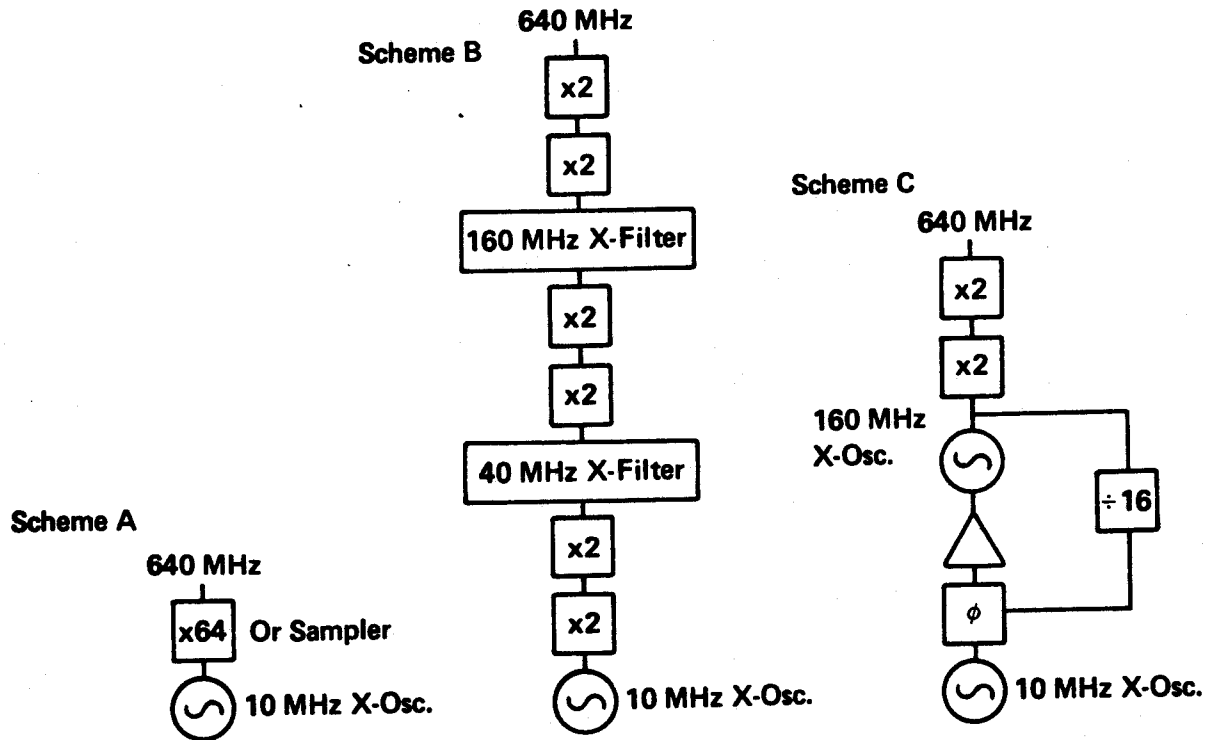 Scheme A
640 MHz
x64 Or Sampler
10 MHz X-Osc.
Scheme B
640 MHz
x2
x2
160 MHz X-Filter
x2
x2
40 MHz X-Filter
x2
x2
10 MHz X-Osc.
Scheme C
640 MHz
x2
x2
160 MHz
X-Osc.
÷16
ϕ
10 MHz X-Osc.